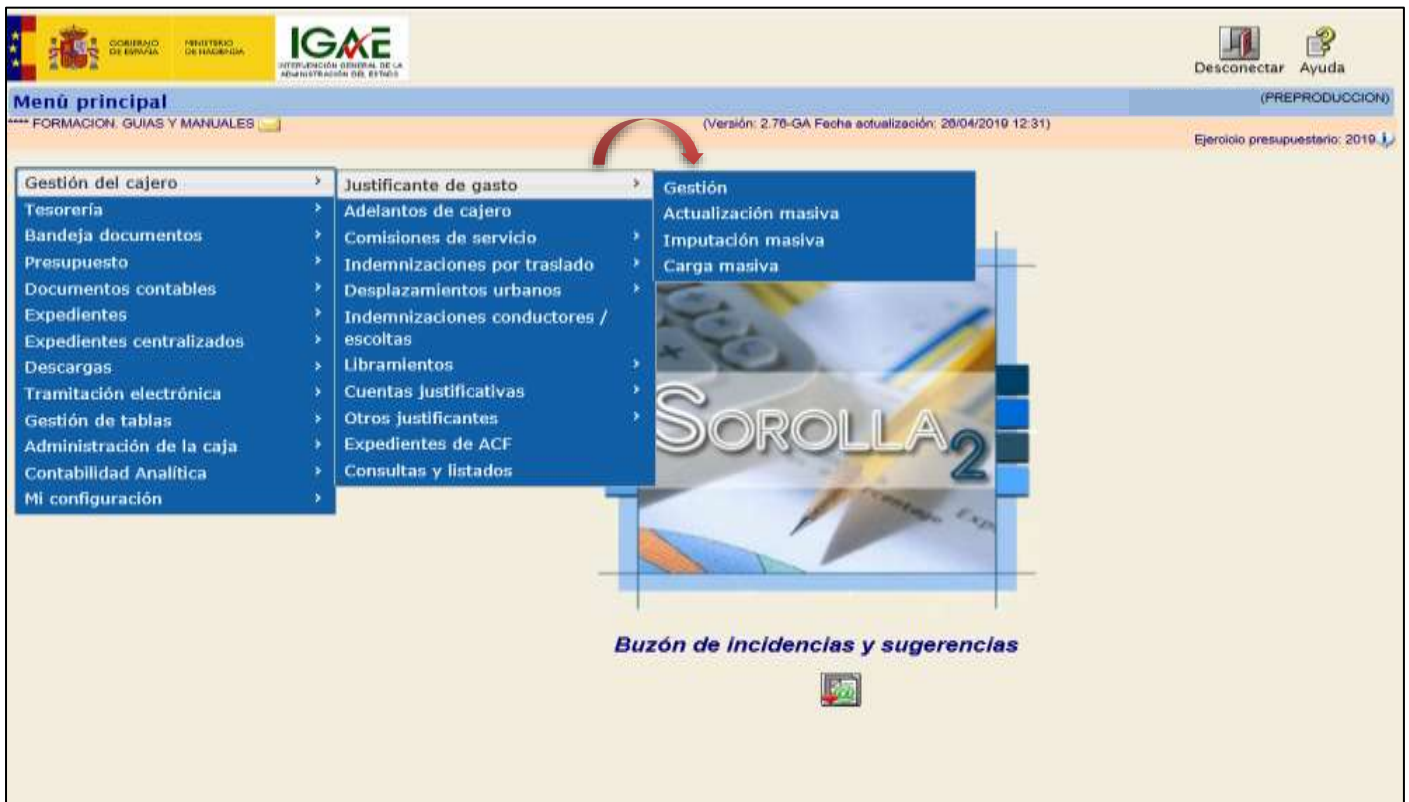 GOBIERNO
DE ESPAÑA
MINISTERIO
DE HACIENDA
IGAE
INTERVENCIÓN GENERAL DE LA
ADMINISTRACIÓN DEL ESTADO
Desconectar
Ayuda
Menú principal
(PREPRODUCCION)
**** FORMACION. GUIAS Y MANUALES
(Versión: 2.76-GA Fecha actualización: 26/04/2019 12:31)
Ejercicio presupuestario: 2019
Gestión del cajero
Tesorería
Bandeja documentos
Presupuesto
Documentos contables
Expedientes
Expedientes centralizados
Descargas
Tramitación electrónica
Gestión de tablas
Administración de la caja
Contabilidad Analítica
Mi configuración
Justificante de gasto
Adelantos de cajero
Comisiones de servicio
Indemnizaciones por traslado
Desplazamientos urbanos
Indemnizaciones conductores /
escoltas
Libramientos
Cuentas justificativas
Otros justificantes
Expedientes de ACF
Consultas y listados
Gestión
Actualización masiva
Imputación masiva
Carga masiva
SOROLLA2
Buzón de incidencias y sugerencias